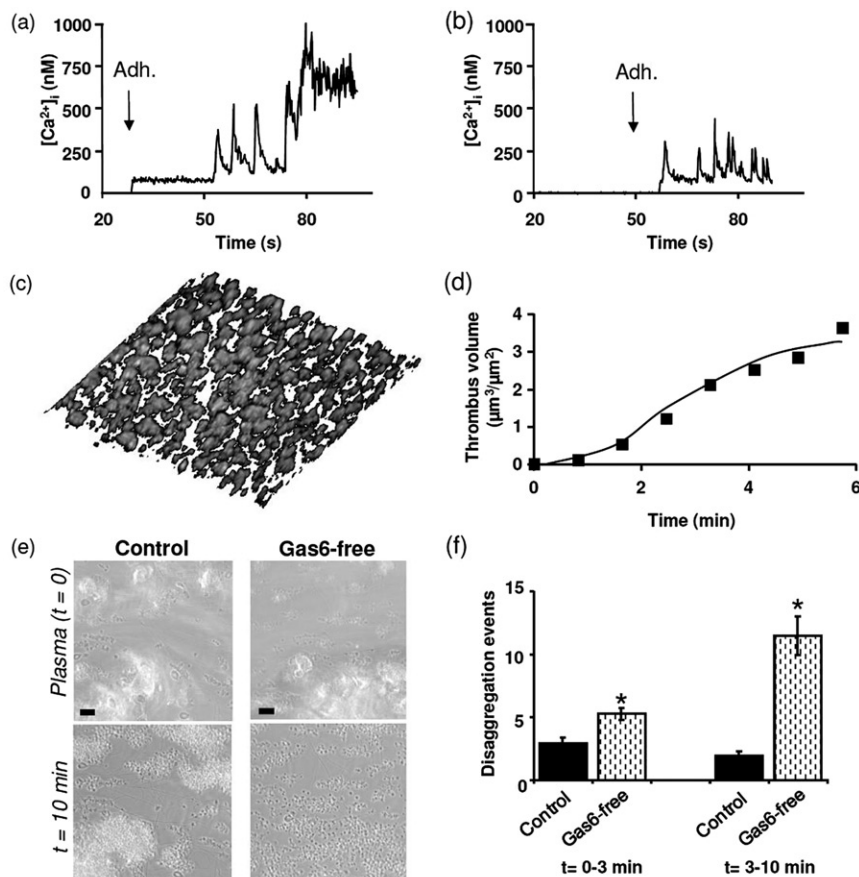 (a)
1000
750
500
250
0
[Ca²⁺]ᵢ (nM)
Adh.
20
50
80
Time (s)
(b)
1000
750
500
250
0
[Ca²⁺]ᵢ (nM)
Adh.
20
50
80
Time (s)
(c)
(d)
4
3
2
1
0
Thrombus volume
(µm³/µm²)
0
2
4
6
Time (min)
(e)
Control
Gas6-free
Plasma (t = 0)
t = 10 min
(f)
15
10
5
0
Disaggregation events
*
*
Control
Gas6-free
Control
Gas6-free
t= 0-3 min
t= 3-10 min